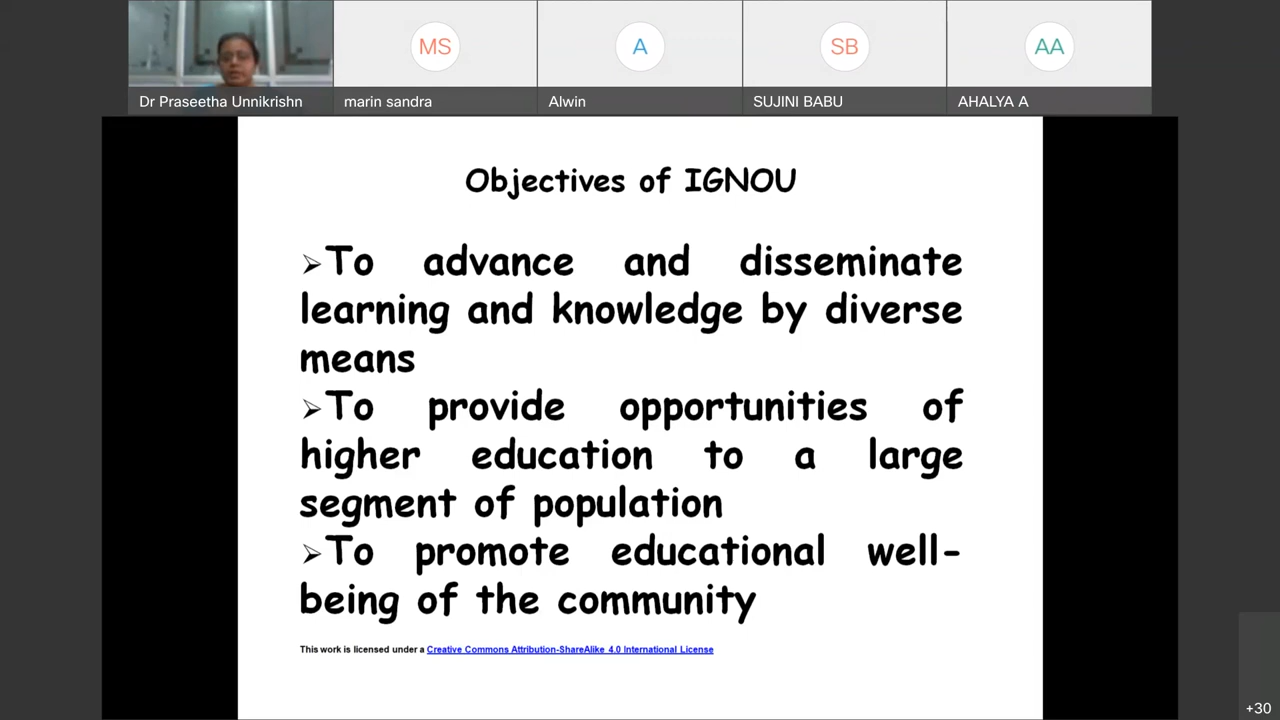 MS
A
SB
AA
Dr Praseetha Unnikrishn
marin sandra
Alwin
SUJINI BABU
AHALYA A
Objectives of IGNOU
➢To advance and disseminate
learning and knowledge by diverse
means
➢To provide opportunities of
higher education to a large
segment of population
➢To promote educational well-
being of the community
This work is licensed under a Creative Commons Attribution-ShareAlike 4.0 International License
+30